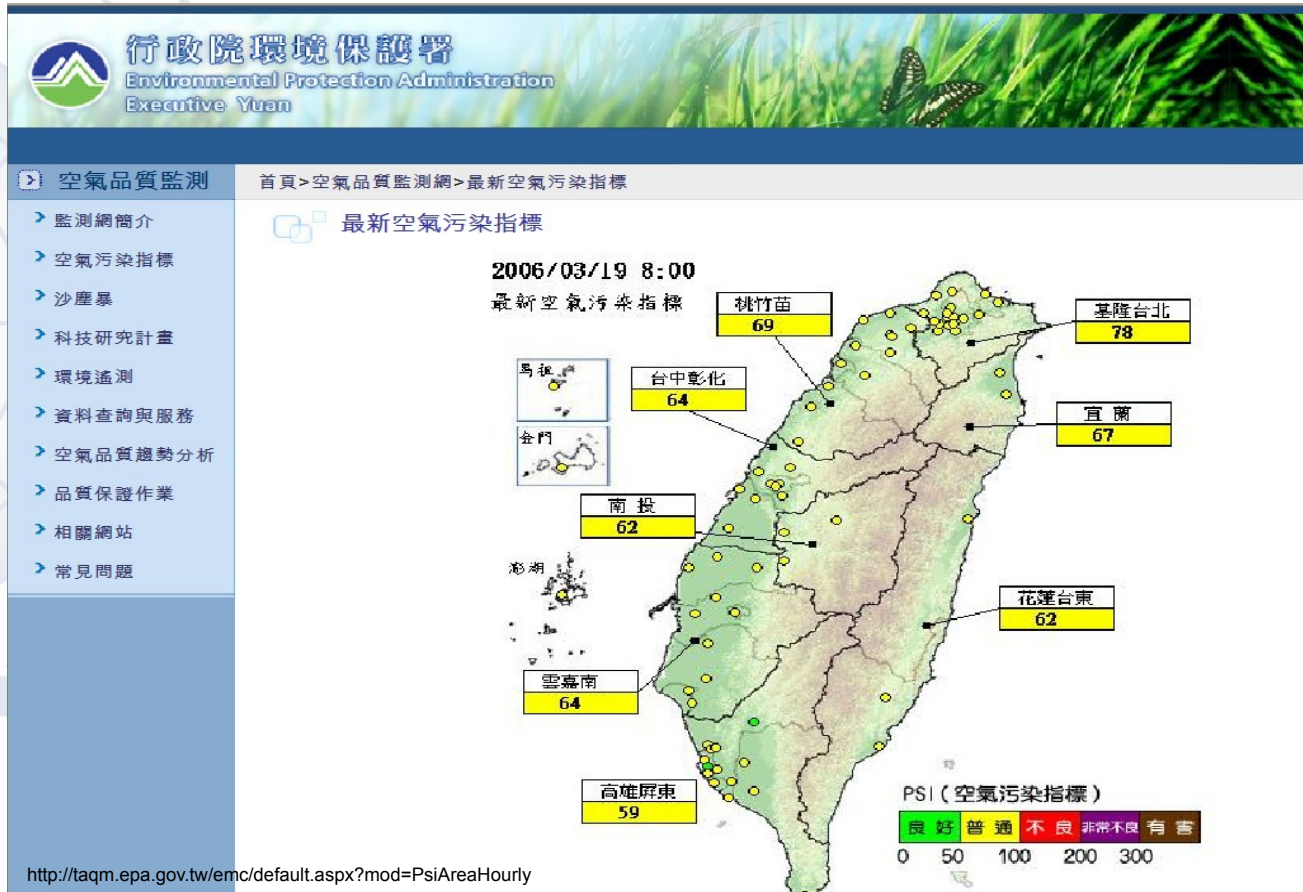 行政院環境保護署
Environmental Protection Administration
Executive Yuan
空氣品質監測
首頁>空氣品質監測網>最新空氣污染指標
監測網簡介
空氣污染指標
沙塵暴
科技研究計畫
環境遙測
資料查詢與服務
空氣品質趨勢分析
品質保證作業
相關網站
常見問題
最新空氣污染指標
2006/03/19 8:00
最新空氣污染指標
桃竹苗
69
基隆台北
78
馬祖
台中彰化
64
宜蘭
67
金門
南投
62
澎湖
花蓮台東
62
雲嘉南
64
高雄屏東
59
PSI(空氣污染指標)
良好 普通 不良 非常不良 有害
0 50 100 200 300
http://taqm.epa.gov.tw/emc/default.aspx?mod=PsiAreaHourly